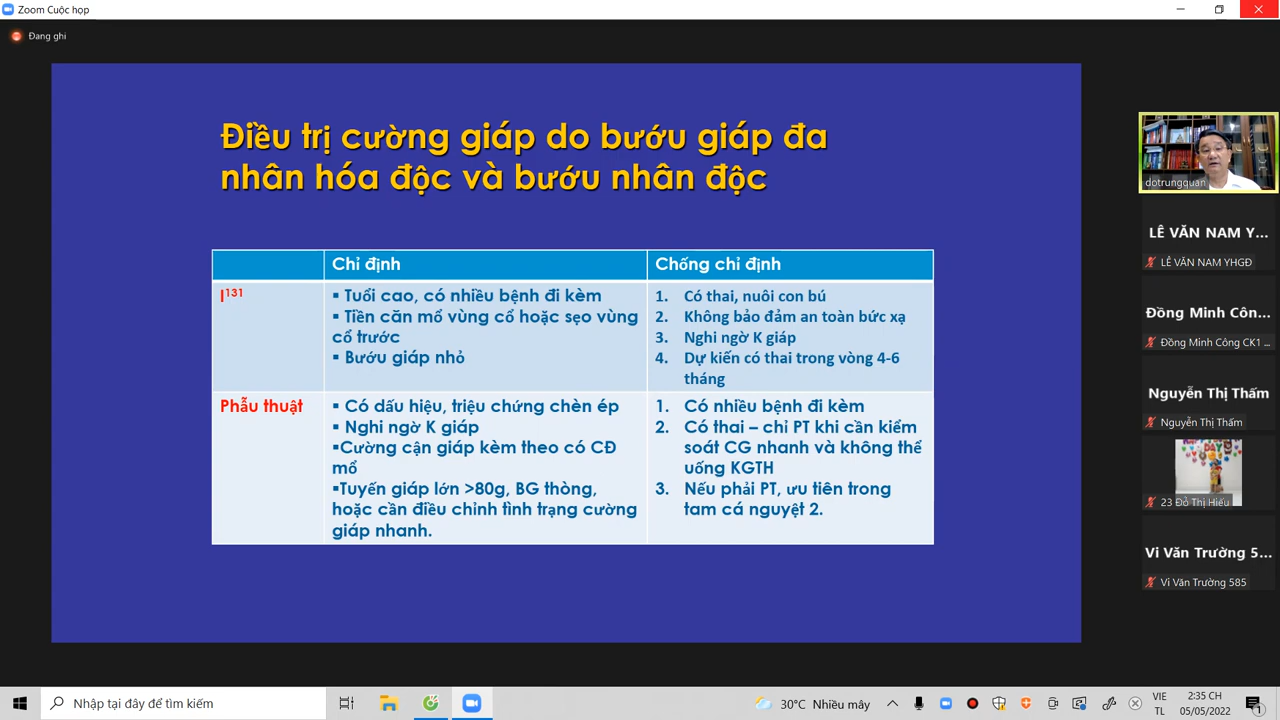 Zoom Cuộc họp
Đang ghi
Điều trị cường giáp do bướu giáp đa
nhân hóa độc và bướu nhân độc
Chỉ định
Chống chỉ định
I131
▪ Tuổi cao, có nhiều bệnh đi kèm
▪ Tiền căn mổ vùng cổ hoặc sẹo vùng
cổ trước
▪ Bướu giáp nhỏ
1. Có thai, nuôi con bú
2. Không bảo đảm an toàn bức xạ
3. Nghi ngờ K giáp
4. Dự kiến có thai trong vòng 4-6
tháng
Phẫu thuật
▪ Có dấu hiệu, triệu chứng chèn ép
▪ Nghi ngờ K giáp
▪Cường cận giáp kèm theo có CĐ
mổ
▪Tuyến giáp lớn >80g, BG thòng,
hoặc cần điều chỉnh tình trạng cường
giáp nhanh.
1. Có nhiều bệnh đi kèm
2. Có thai – chỉ PT khi cần kiểm
soát CG nhanh và không thể
uống KGTH
3. Nếu phải PT, ưu tiên trong
tam cá nguyệt 2.
dotrungquan
LÊ VĂN NAM Y...
LÊ VĂN NAM YHGĐ
Đồng Minh Côn...
Đồng Minh Công CK1 ...
Nguyễn Thị Thấm
Nguyễn Thị Thấm
23 Đỗ Thị Hiếu
Vi Văn Trường 5...
Vi Văn Trường 585
Nhập tại đây để tìm kiếm
30°C Nhiều mây
VIE
TL
2:35 CH
05/05/2022
1